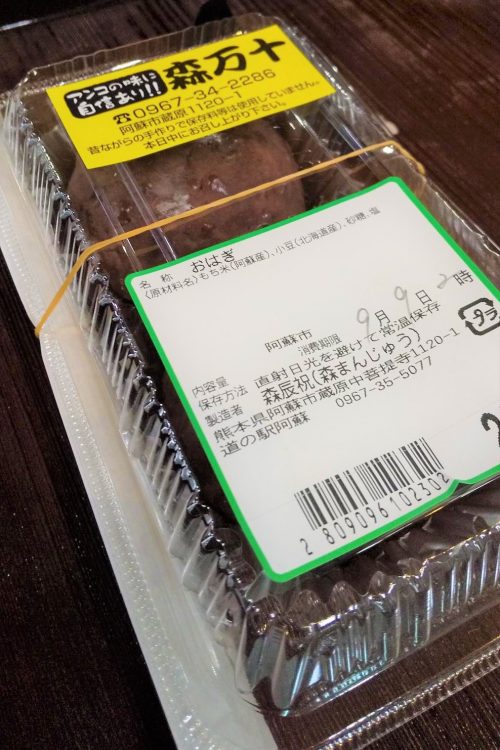 アンコの味に
自信あり!!
森万十
☎0967-34-2286
阿蘇市蔵原1120-1
昔ながらの手作りで保存料等は使用していません。
本日中にお召し上がり下さい。
名 称 おはぎ
(原材料名)もち米(阿蘇産)、小豆(北海道産)、砂糖、塩
阿蘇市
内容量 消費期限 9月9日 時
保存方法 直射日光を避けて常温保存
製造者 森辰祝(森まんじゅう)
熊本県阿蘇市蔵原中菩提寺1120-1
道の駅阿蘇 0967-35-5077
プラ
2 809096 102302